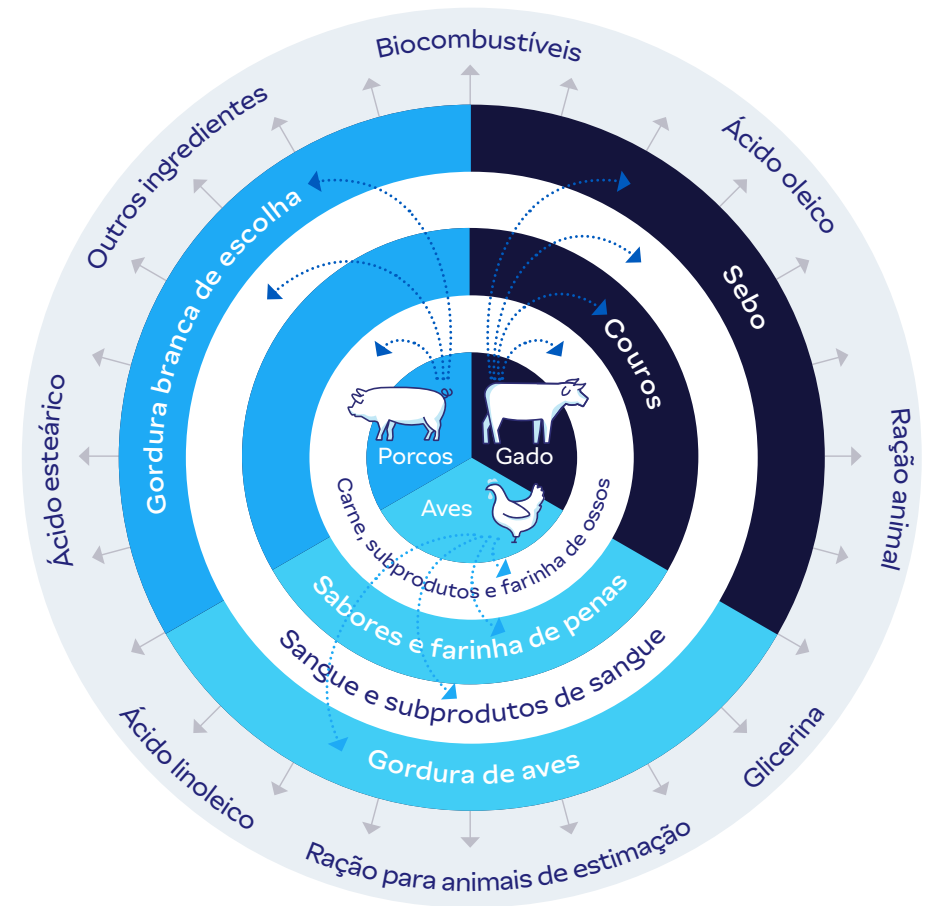 Biocombustíveis
Ácido oleico
Ração animal
Glicerina
Ração para animais de estimação
Ácido linoleico
Ácido esteárico
Outros ingredientes
Gordura branca de escolha
Sebo
Gordura de aves
Couros
Sangue e subprodutos de sangue
Sabores e farinha de penas
Carne, subprodutos e farinha de ossos
Porcos
Gado
Aves